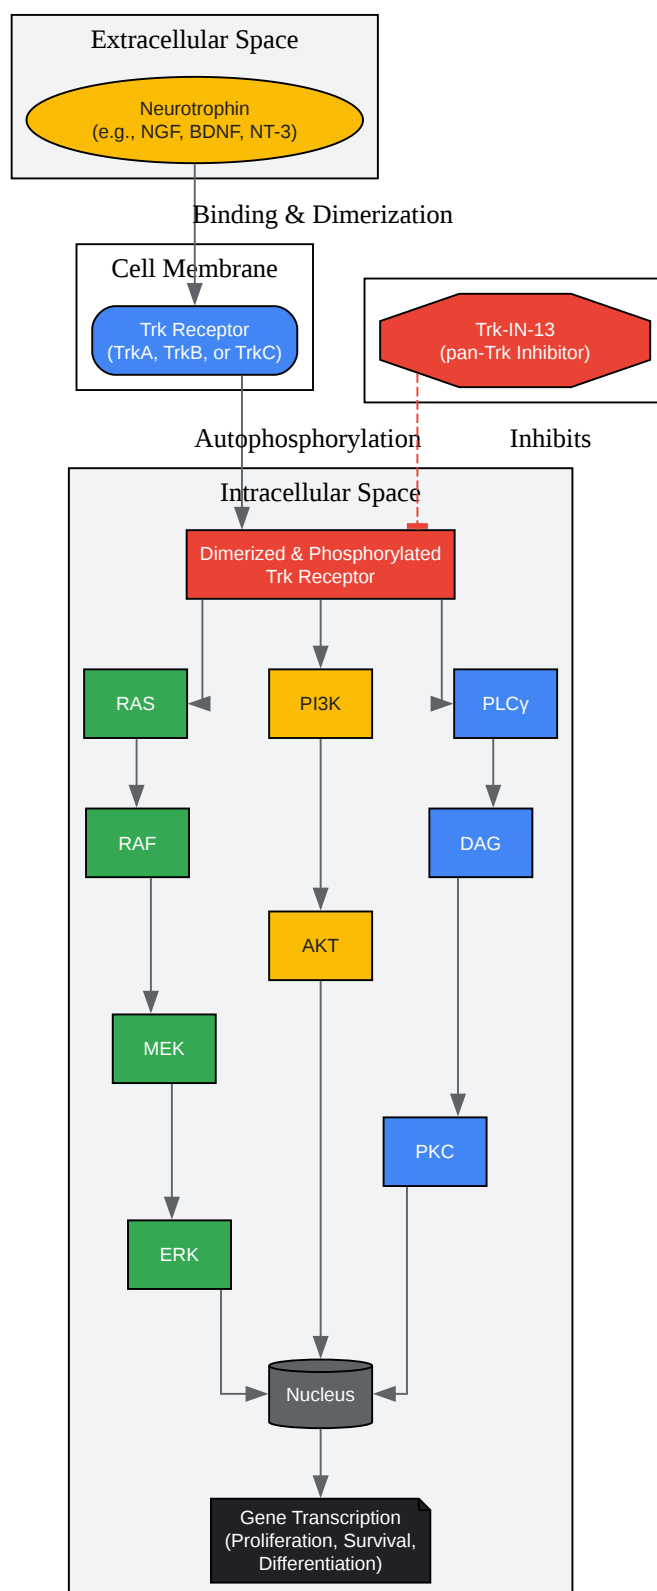 Extracellular Space
Neurotrophin
(e.g., NGF, BDNF, NT-3)
Binding & Dimerization
Cell Membrane
Trk Receptor
(TrkA, TrkB, or TrkC)
Trk-IN-13
(pan-Trk Inhibitor)
Autophosphorylation
Inhibits
Intracellular Space
Dimerized & Phosphorylated
Trk Receptor
RAS
PI3K
PLCγ
RAF
DAG
AKT
MEK
PKC
ERK
Nucleus
Gene Transcription
(Proliferation, Survival,
Differentiation)